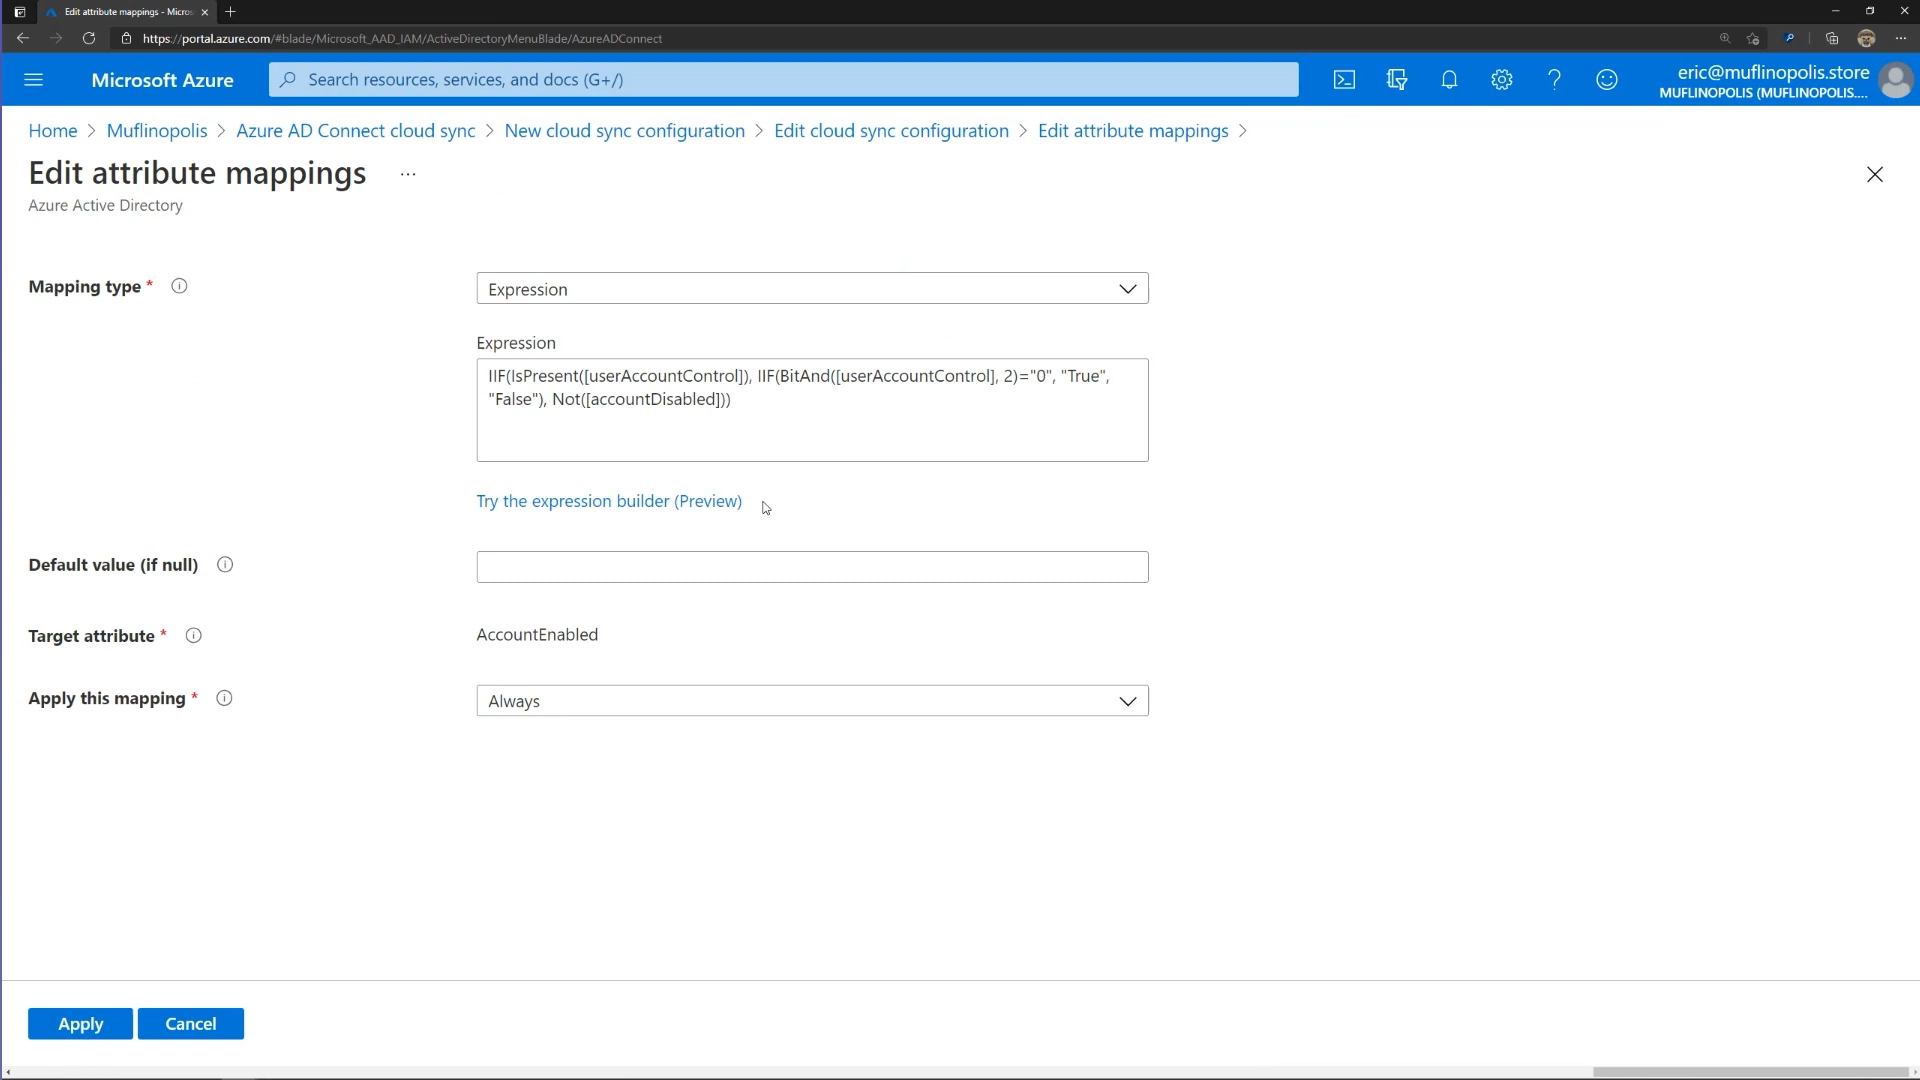 Edit attribute mappings - Micros
https://portal.azure.com/#blade/Microsoft_AAD_IAM/ActiveDirectoryMenuBlade/AzureADConnect
Microsoft Azure
Search resources, services, and docs (G+/)
eric@muflinopolis.store
MUFLINOPOLIS (MUFLINOPOLIS....
Home > Muflinopolis > Azure AD Connect cloud sync > New cloud sync configuration > Edit cloud sync configuration > Edit attribute mappings >
Edit attribute mappings ...
Azure Active Directory
Mapping type *
Expression
Expression
IIF(IsPresent([userAccountControl]), IIF(BitAnd([userAccountControl], 2)="0", "True",
"False"), Not([accountDisabled]))
Try the expression builder (Preview)
Default value (if null)
Target attribute *
AccountEnabled
Apply this mapping *
Always
Apply
Cancel